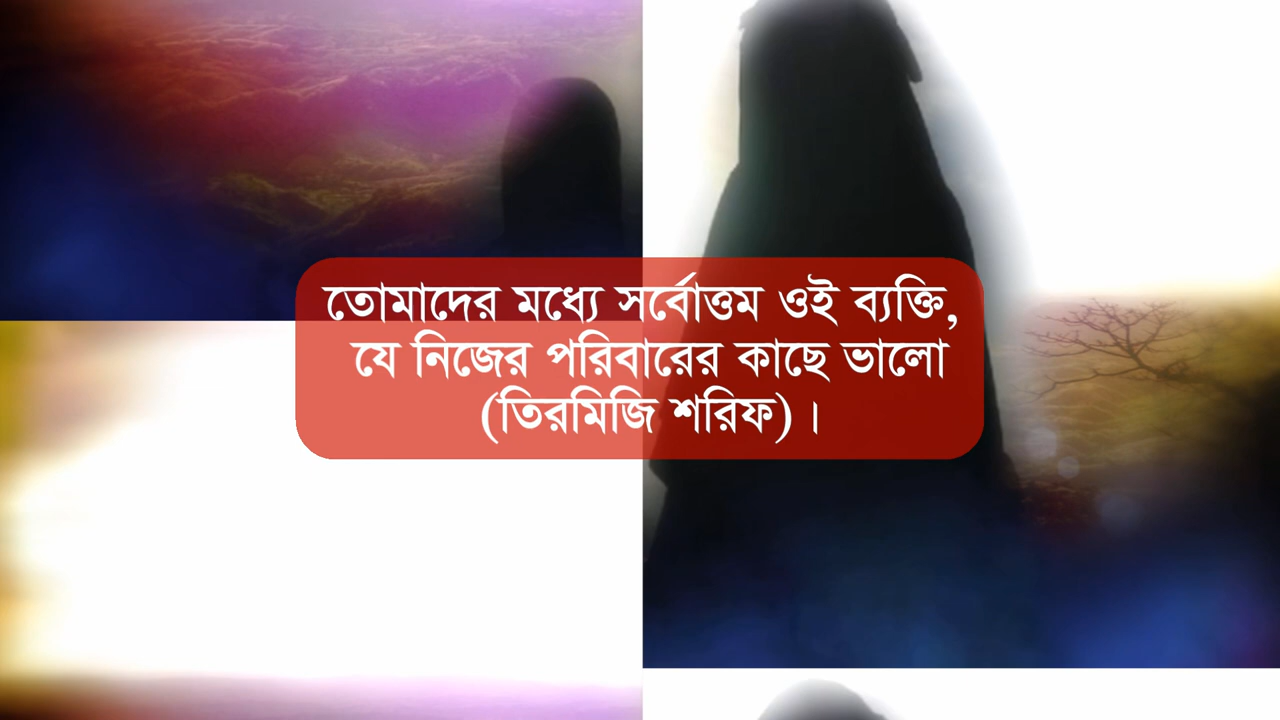 তোমাদের মধ্যে সর্বোত্তম ওই ব্যক্তি,
যে নিজের পরিবারের কাছে ভালো
(তিরমিজি শরিফ) ।